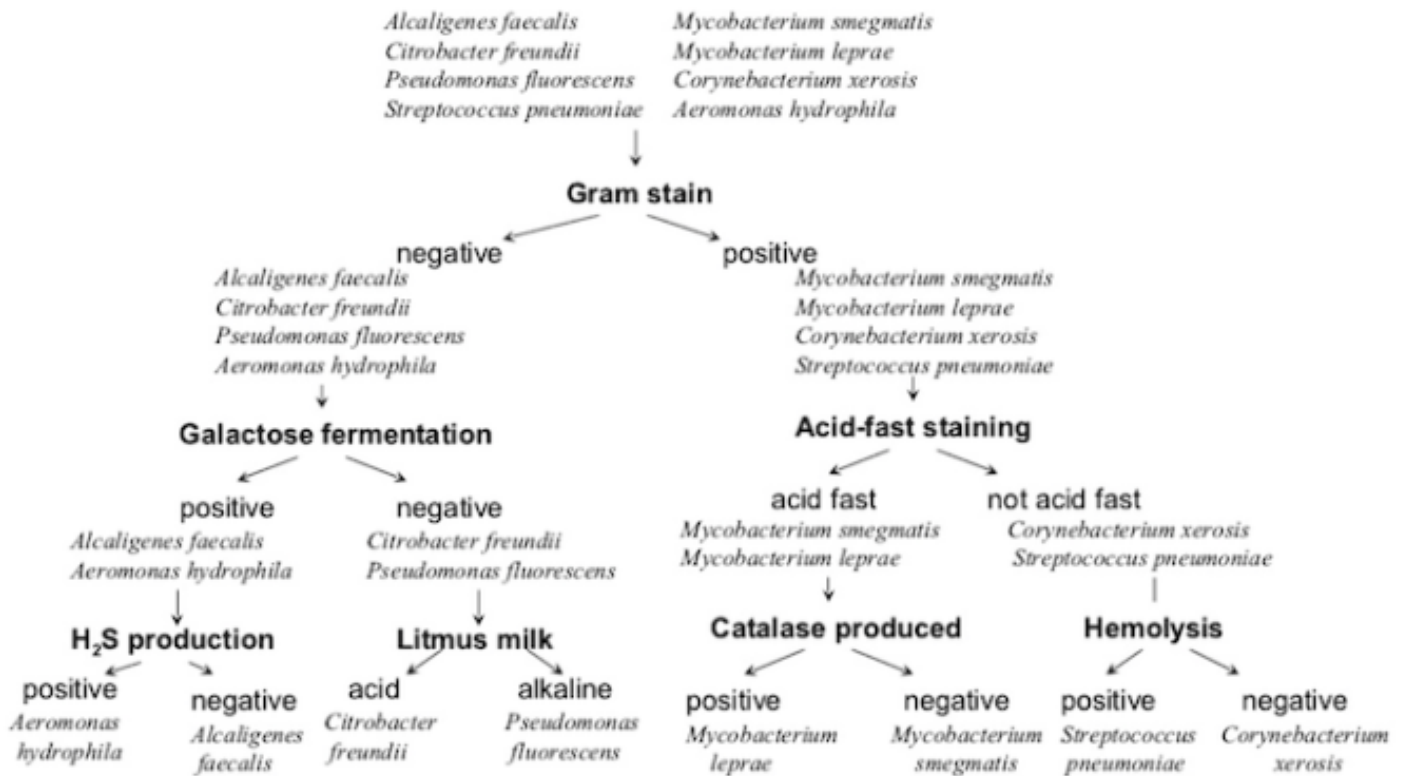 Alcaligenes faecalis Mycobacterium smegmatis
Citrobacter freundii Mycobacterium leprae
Pseudomonas fluorescens Corynebacterium xerosis
Streptococcus pneumoniae Aeromonas hydrophila
Gram stain
negative
Alcaligenes faecalis
Citrobacter freundii
Pseudomonas fluorescens
Aeromonas hydrophila
positive
Mycobacterium smegmatis
Mycobacterium leprae
Corynebacterium xerosis
Streptococcus pneumoniae
Galactose fermentation
positive
Alcaligenes faecalis
Aeromonas hydrophila
negative
Citrobacter freundii
Pseudomonas fluorescens
Acid-fast staining
acid fast
Mycobacterium smegmatis
Mycobacterium leprae
not acid fast
Corynebacterium xerosis
Streptococcus pneumoniae
H₂S production
positive
Aeromonas
hydrophila
negative
Alcaligenes
faecalis
Litmus milk
acid
Citrobacter
freundii
alkaline
Pseudomonas
fluorescens
Catalase produced
positive
Mycobacterium
leprae
negative
Mycobacterium
smegmatis
Hemolysis
positive
Streptococcus
pneumoniae
negative
Corynebacterium
xerosis